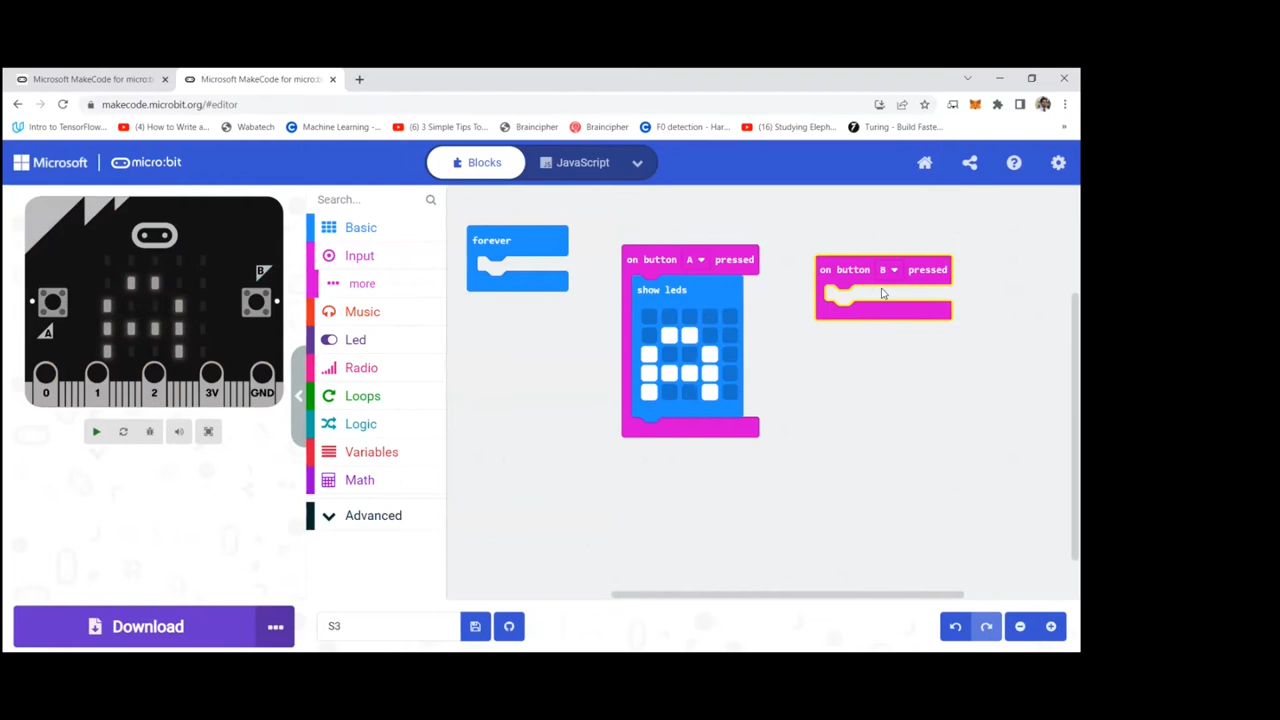 Microsoft MakeCode for micro:b
Microsoft MakeCode for micro:b
makecode.microbit.org/#editor
Intro to TensorFlow...
(4) How to Write a...
Wabatech
Machine Learning -...
(6) 3 Simple Tips To...
Braincipher
Braincipher
F0 detection - Har...
(16) Studying Eleph...
Turing - Build Faste...
»
Microsoft
micro:bit
Blocks
JavaScript
B
A
0
1
2
3V
GND
Search...
Basic
Input
more
Music
Led
Radio
Loops
Logic
Variables
Math
Advanced
forever
on button A pressed
show leds
on button B pressed
Download
S3